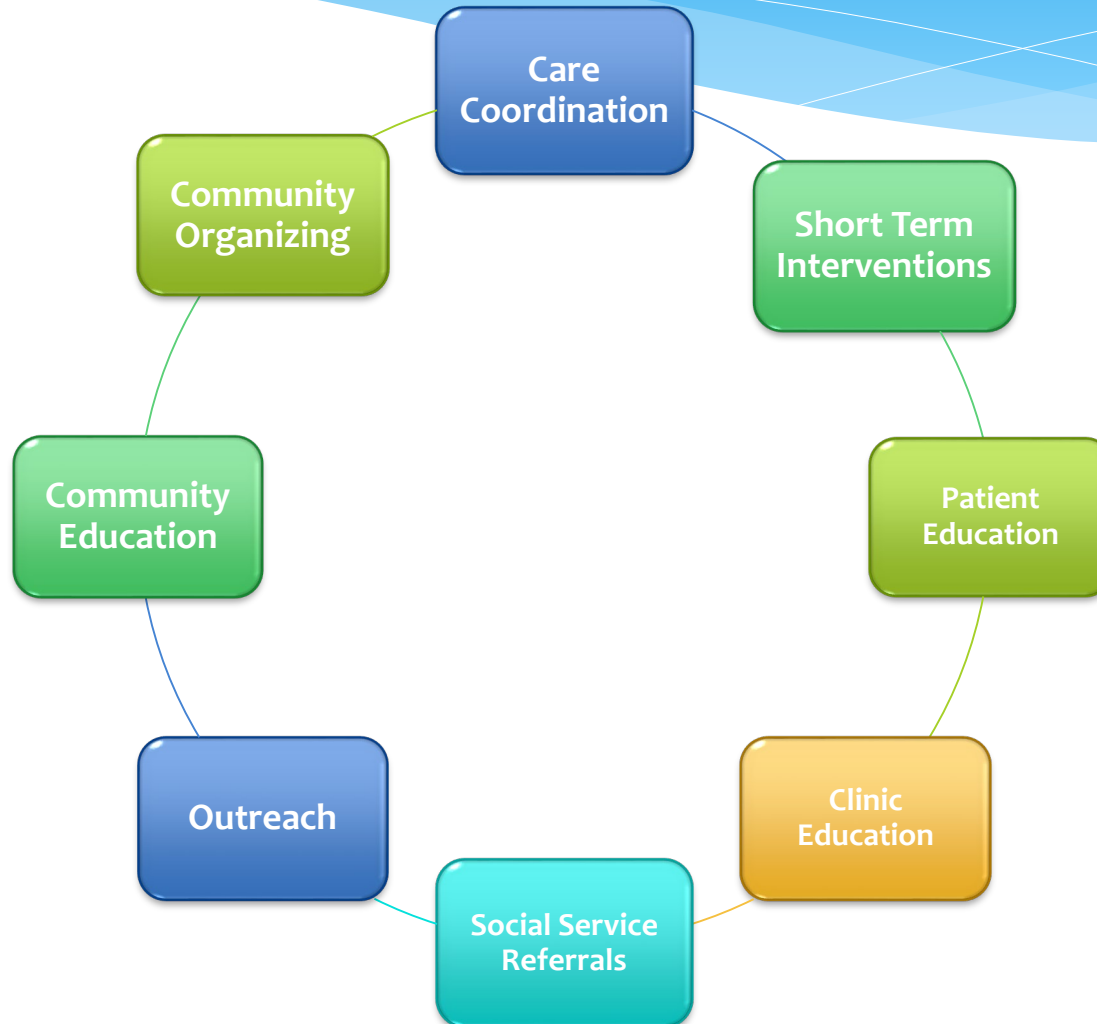 Care
Coordination
Short Term
Interventions
Patient
Education
Clinic
Education
Social Service
Referrals
Outreach
Community
Education
Community
Organizing